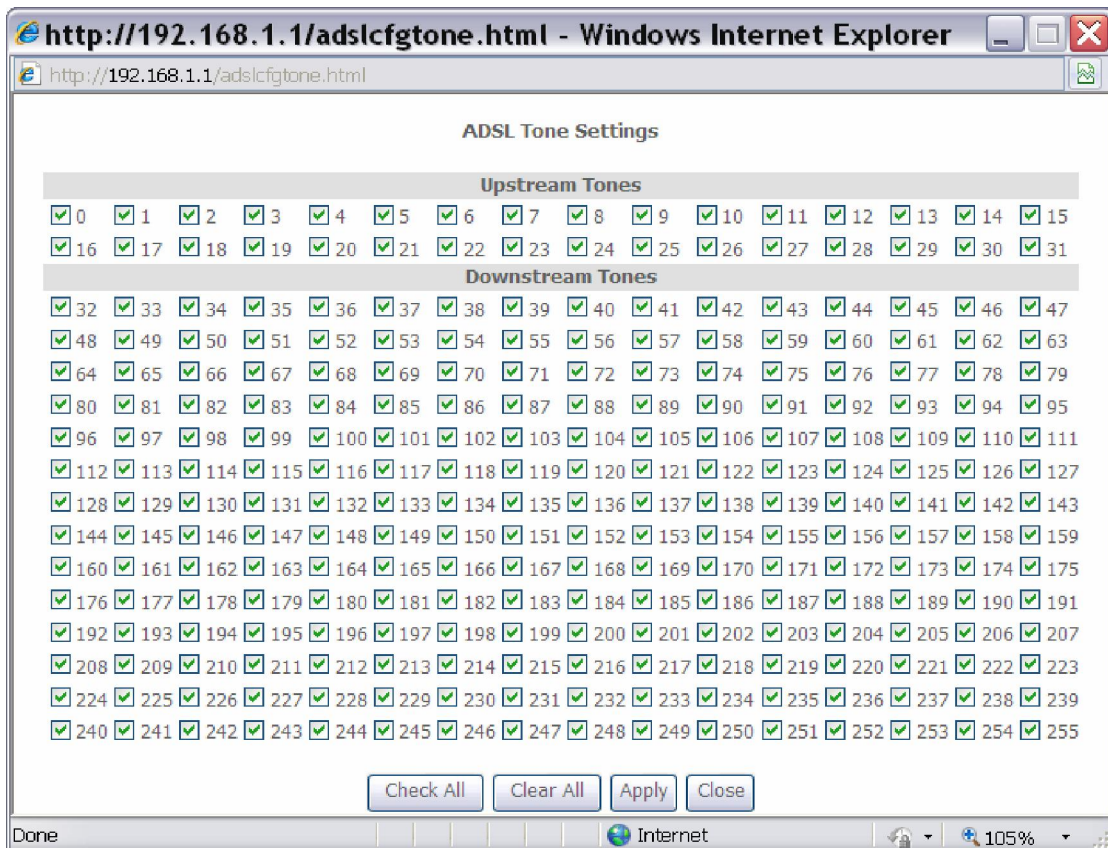 http://192.168.1.1/adslcfgtone.html - Windows Internet Explorer
http://192.168.1.1/adslcfgtone.html
ADSL Tone Settings
Upstream Tones
0 1 2 3 4 5 6 7 8 9 10 11 12 13 14 15
16 17 18 19 20 21 22 23 24 25 26 27 28 29 30 31
Downstream Tones
32 33 34 35 36 37 38 39 40 41 42 43 44 45 46 47
48 49 50 51 52 53 54 55 56 57 58 59 60 61 62 63
64 65 66 67 68 69 70 71 72 73 74 75 76 77 78 79
80 81 82 83 84 85 86 87 88 89 90 91 92 93 94 95
96 97 98 99 100 101 102 103 104 105 106 107 108 109 110 111
112 113 114 115 116 117 118 119 120 121 122 123 124 125 126 127
128 129 130 131 132 133 134 135 136 137 138 139 140 141 142 143
144 145 146 147 148 149 150 151 152 153 154 155 156 157 158 159
160 161 162 163 164 165 166 167 168 169 170 171 172 173 174 175
176 177 178 179 180 181 182 183 184 185 186 187 188 189 190 191
192 193 194 195 196 197 198 199 200 201 202 203 204 205 206 207
208 209 210 211 212 213 214 215 216 217 218 219 220 221 222 223
224 225 226 227 228 229 230 231 232 233 234 235 236 237 238 239
240 241 242 243 244 245 246 247 248 249 250 251 252 253 254 255
Check All Clear All Apply Close
Done Internet 105%